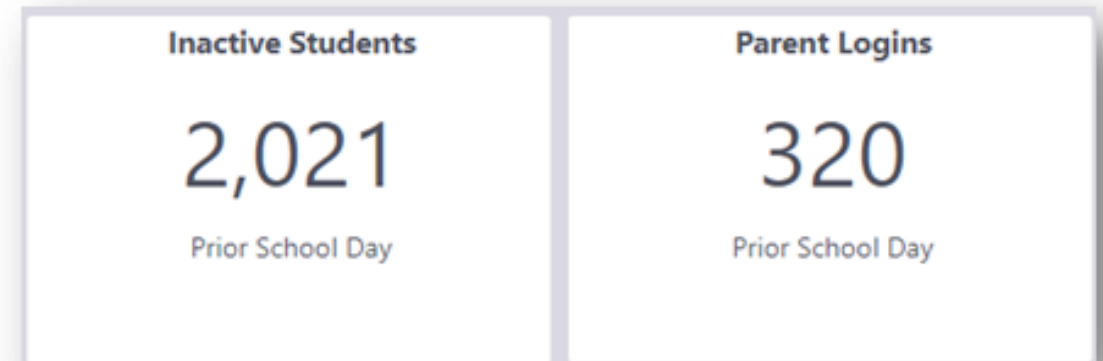 Inactive Students
2,021
Prior School Day
Parent Logins
320
Prior School Day